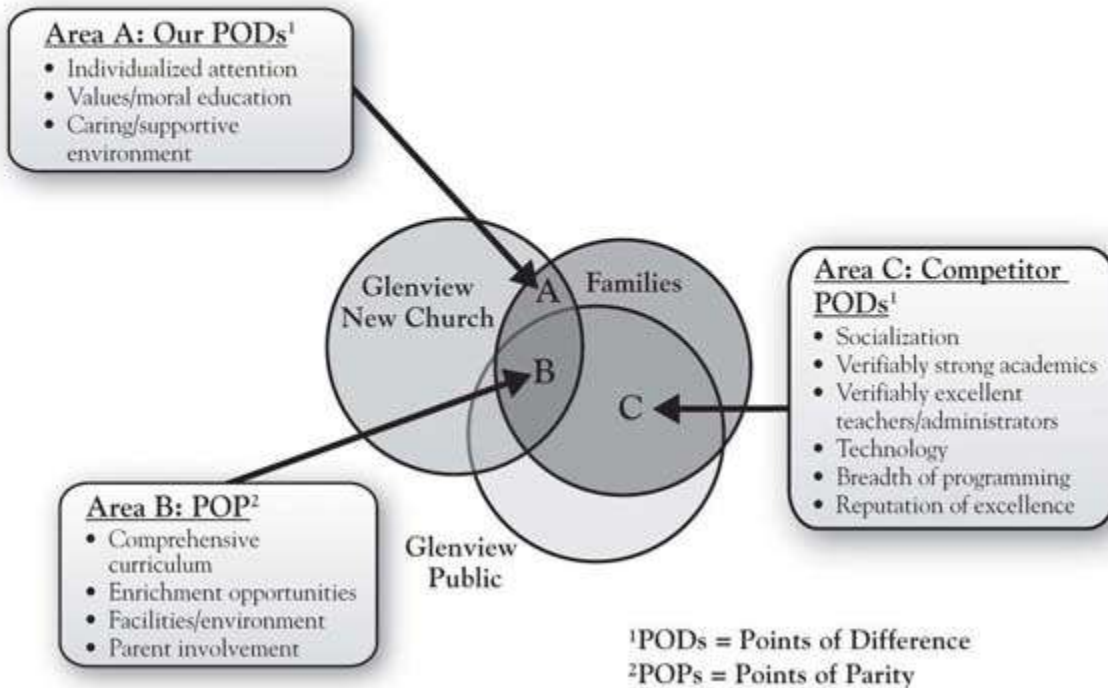 Area A: Our PODs¹
• Individualized attention
• Values/moral education
• Caring/supportive
environment
Glenview
New Church
A
Families
B
C
Area C: Competitor
PODs¹
• Socialization
• Verifiably strong academics
• Verifiably excellent
teachers/administrators
• Technology
• Breadth of programming
• Reputation of excellence
Area B: POP²
• Comprehensive
curriculum
• Enrichment opportunities
• Facilities/environment
• Parent involvement
Glenview
Public
¹PODs = Points of Difference
²POPs = Points of Parity